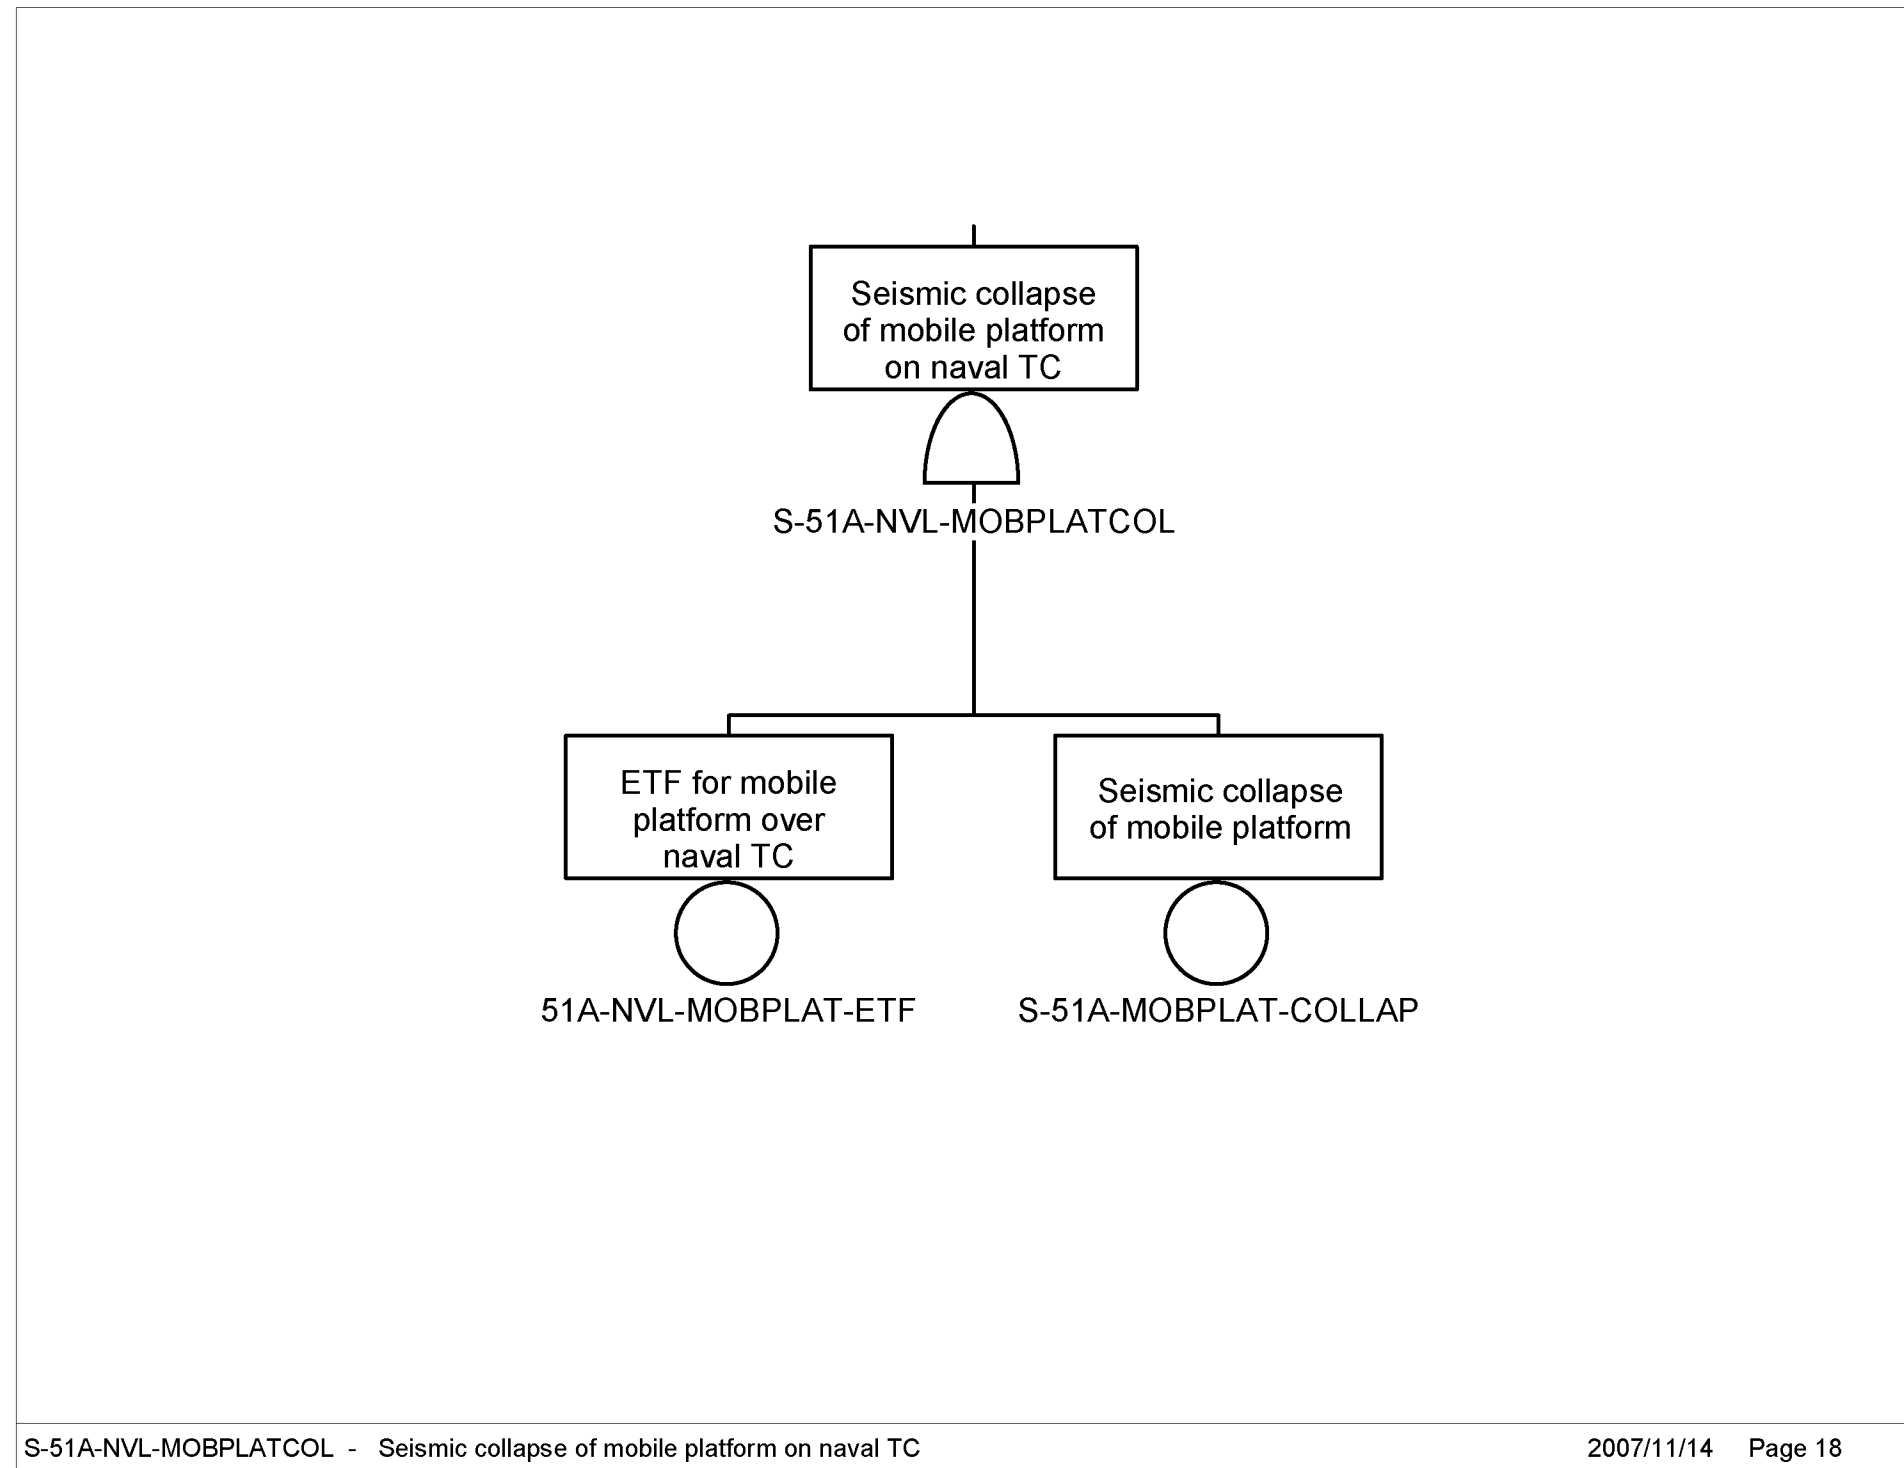 Seismic collapse
of mobile platform
on naval TC
S-51A-NVL-MOBPLATCOL
ETF for mobile
platform over
naval TC
51A-NVL-MOBPLAT-ETF
Seismic collapse
of mobile platform
S-51A-MOBPLAT-COLLAP
S-51A-NVL-MOBPLATCOL - Seismic collapse of mobile platform on naval TC
2007/11/14 Page 18